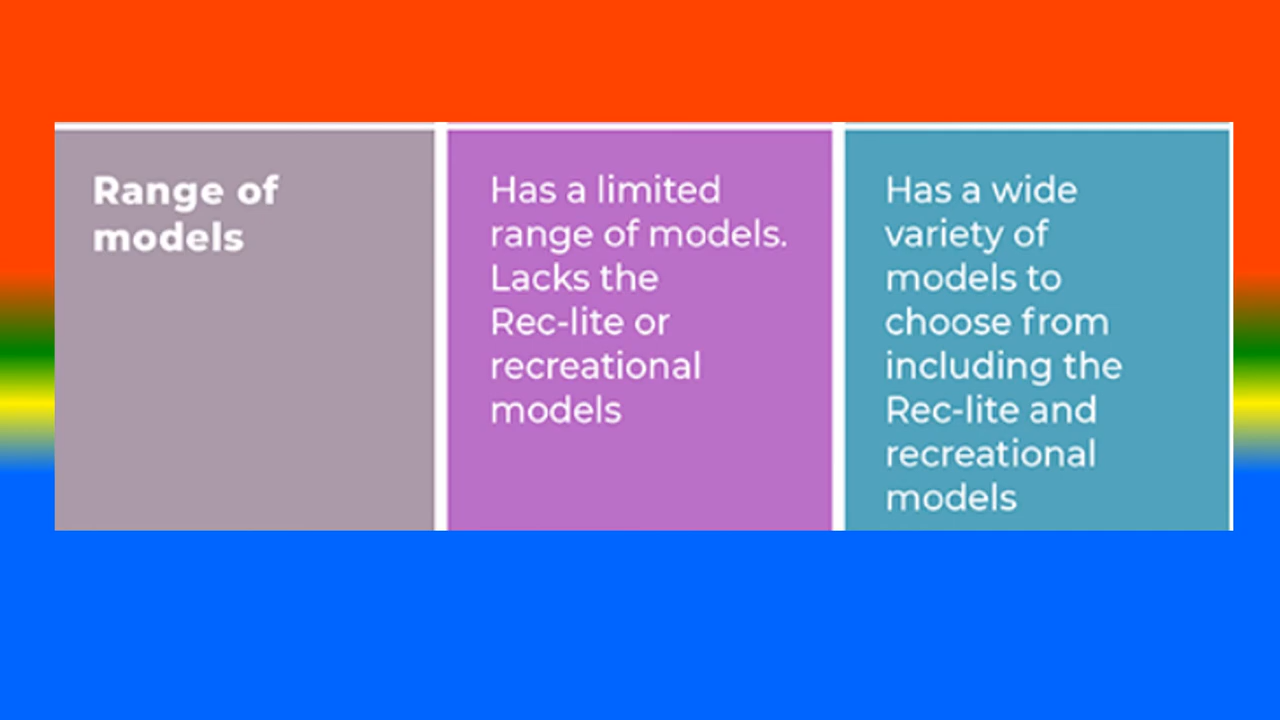 Range of
models
Has a limited
range of models.
Lacks the
Rec-lite or
recreational
models
Has a wide
variety of
models to
choose from
including the
Rec-lite and
recreational
models